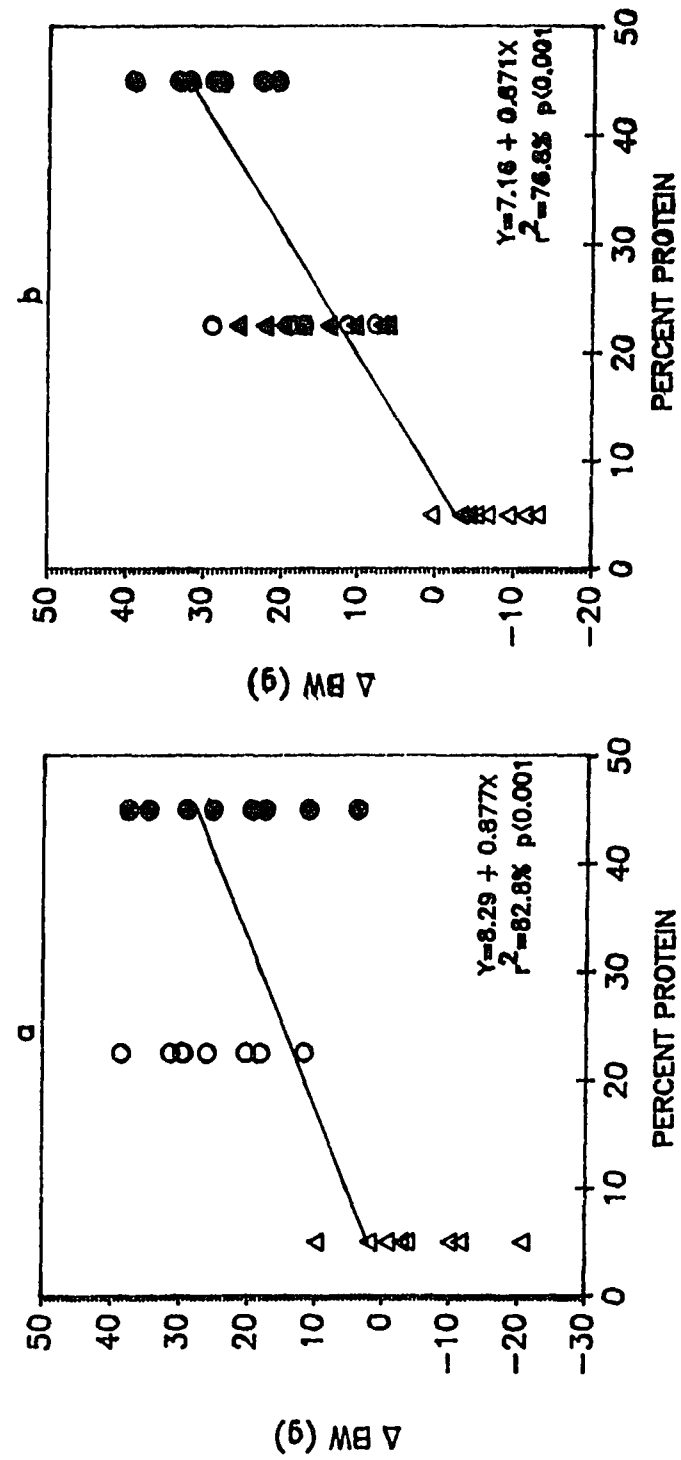 a
50
40
30
20
10
0
−10
−20
−30
Δ BW (g)
0 10 20 30 40 50
PERCENT PROTEIN
Y=8.29 + 0.877X
r2=82.8% p<0.001
b
50
40
30
20
10
0
−10
−20
Δ BW (g)
0 10 20 30 40 50
PERCENT PROTEIN
Y=7.16 + 0.871X
r2=76.8% p<0.001